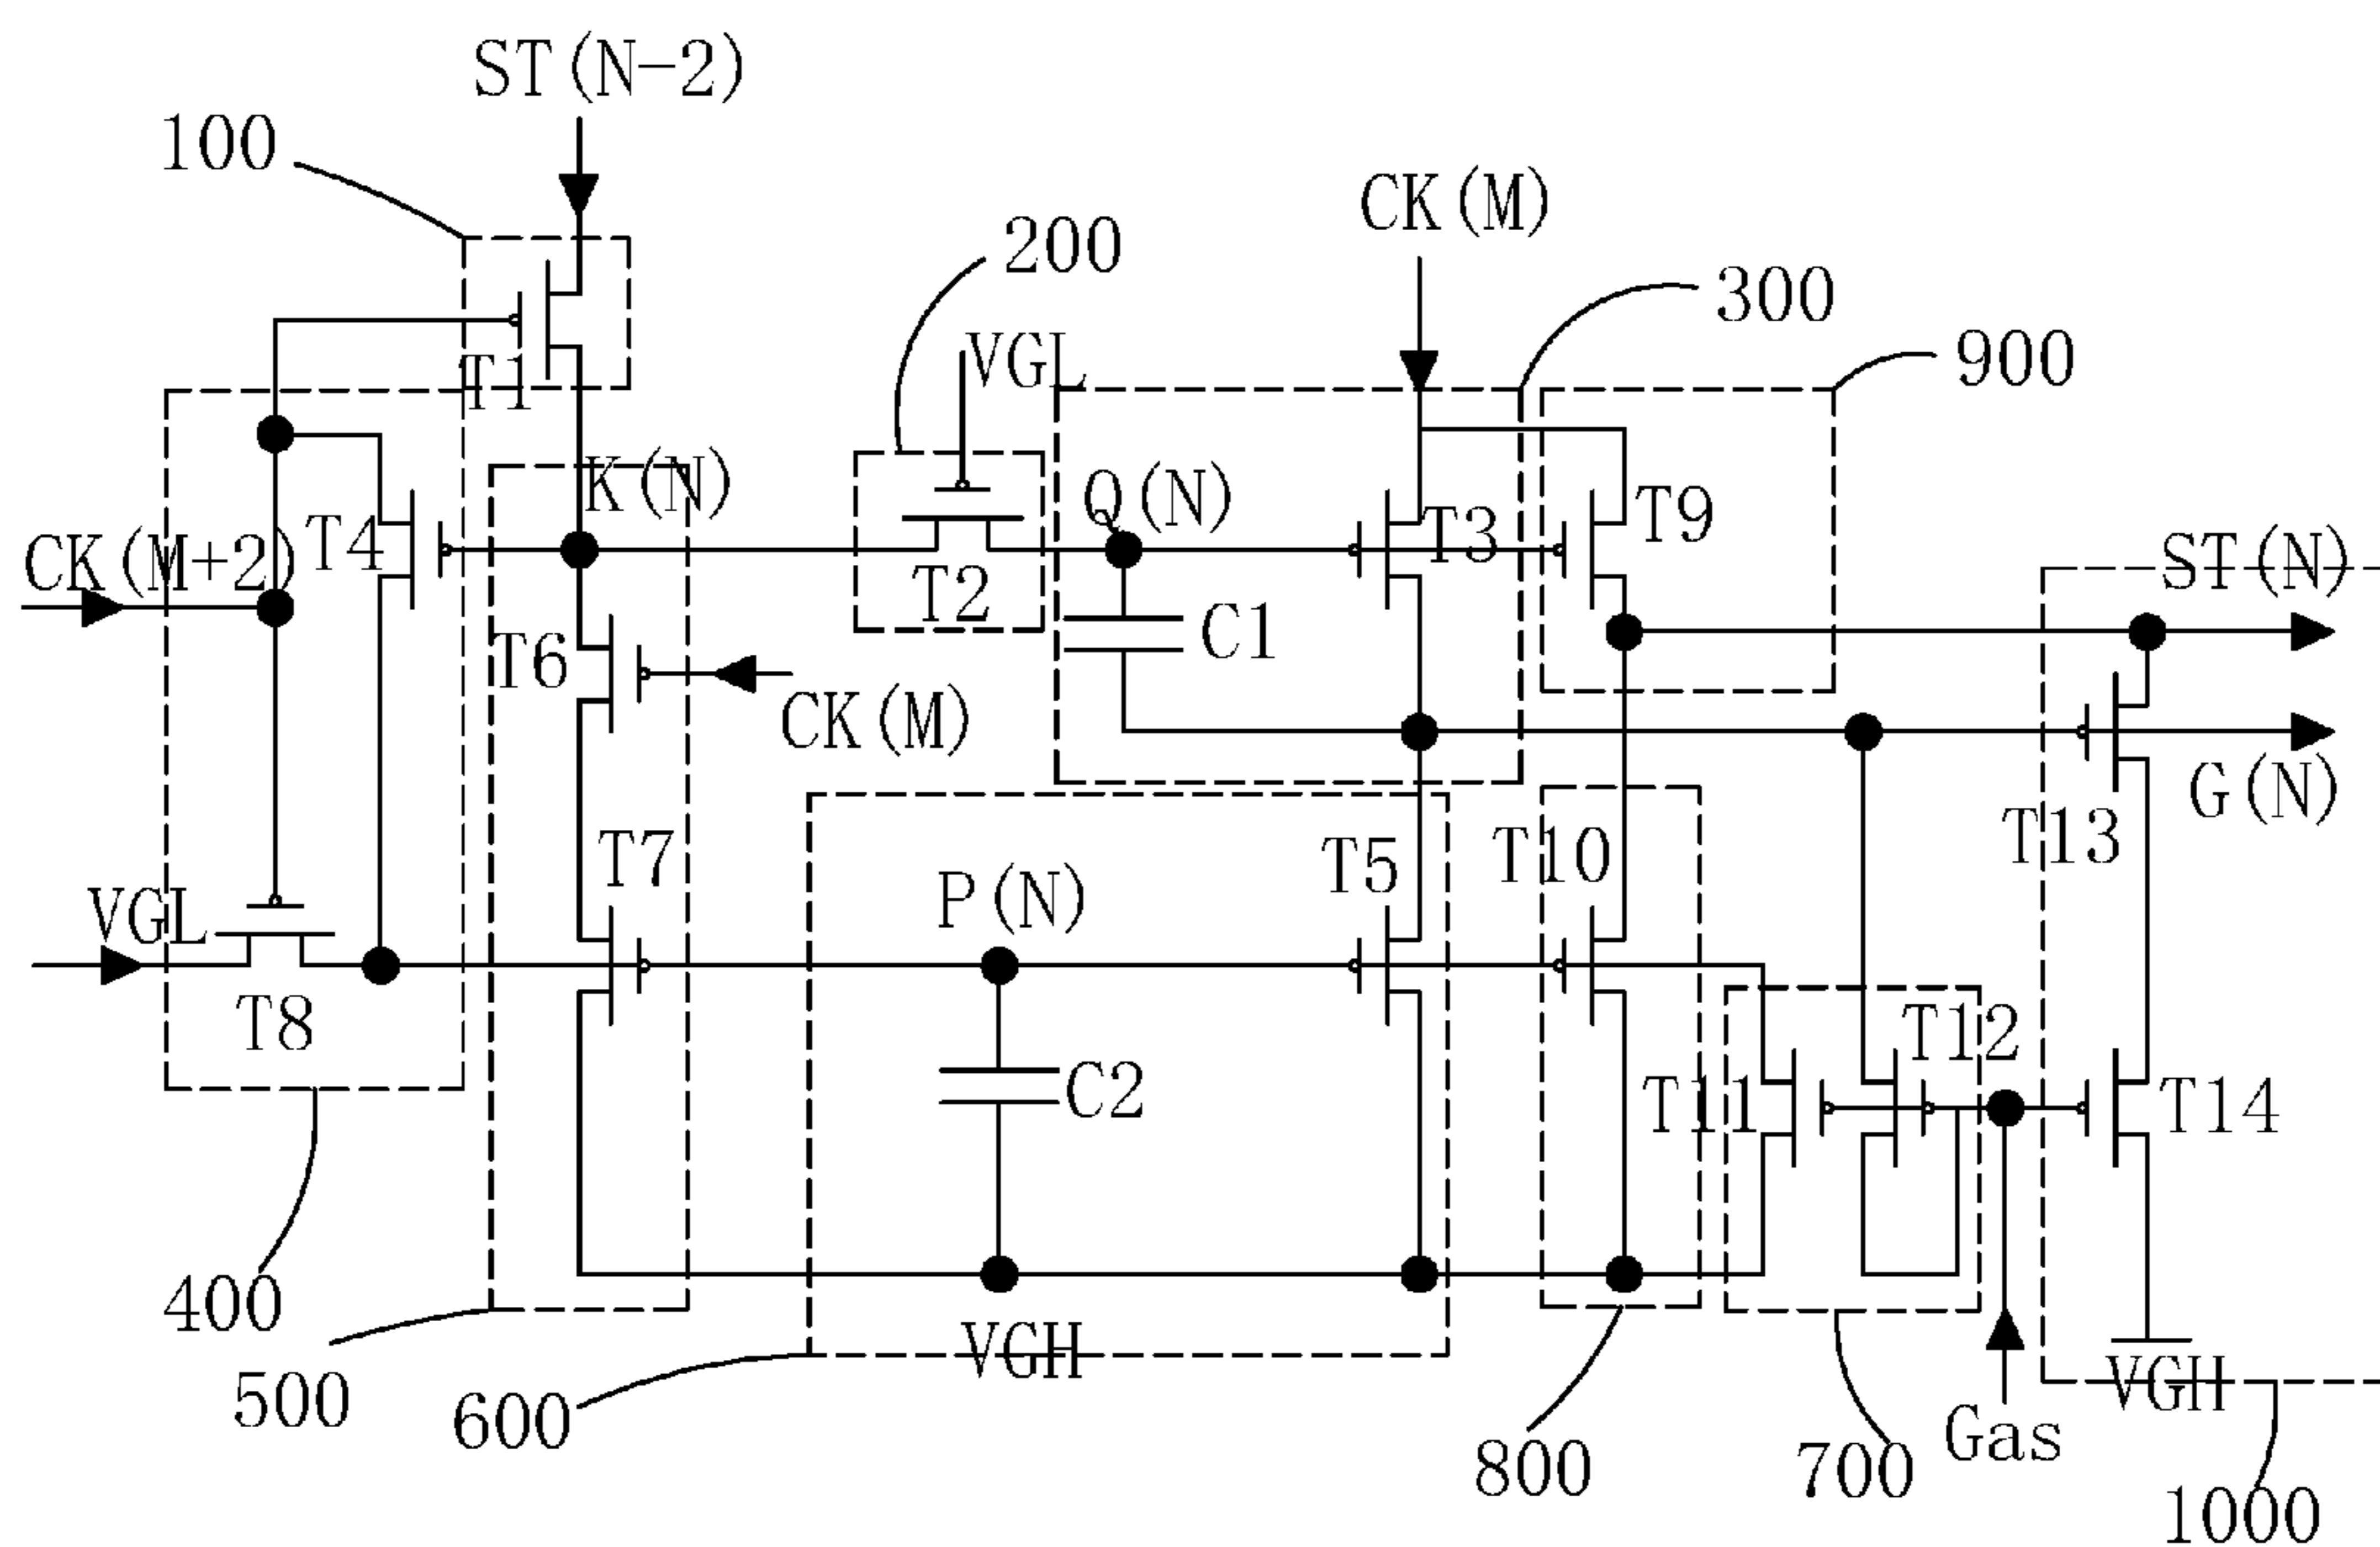 ST(N-2)
100
CK(M)
200
300
VGL
900
T1
K(N)
Q(N)
T3
T9
T4
CK(M+2)
ST(N)
T2
C1
T6
CK(M)
G(N)
T13
T7
T5
T10
P(N)
VGL
T8
T12
C2
T11
T14
400
VGH
VGH
500
600
Gas
800
700
1000